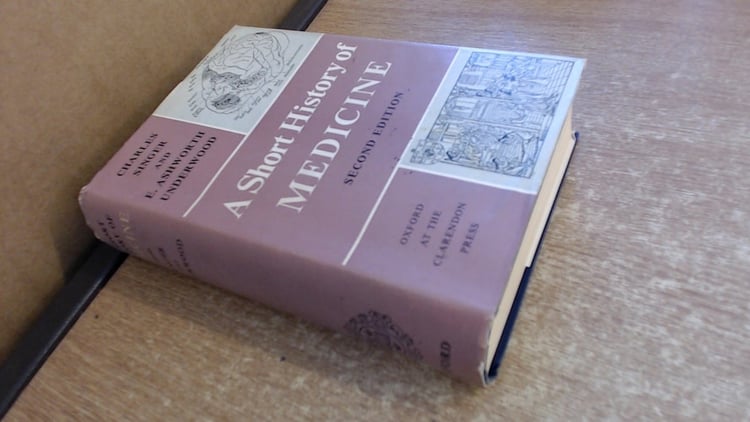 CHARLES
SINGER
AND
E. ASHWORTH
UNDERWOOD
A Short History of
MEDICINE
SECOND EDITION
OXFORD
AT THE
CLARENDON
PRESS